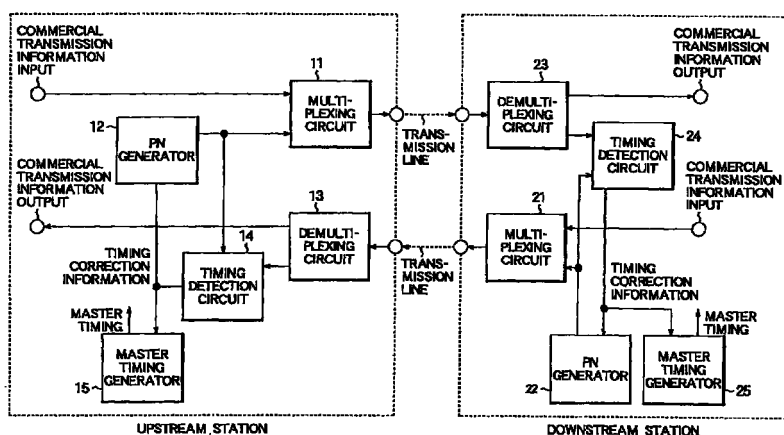 COMMERCIAL
TRANSMISSION
INFORMATION
INPUT
11
MULTI-
PLEXING
CIRCUIT
12
PN
GENERATOR
COMMERCIAL
TRANSMISSION
INFORMATION
OUTPUT
13
DEMULTI-
PLEXING
CIRCUIT
14
TIMING
CORRECTION
INFORMATION
TIMING
DETECTION
CIRCUIT
MASTER
TIMING
MASTER
TIMING
GENERATOR
15
UPSTREAM STATION
TRANS-
MISSION
LINE
TRANS-
MISSION
LINE
23
DEMULTI-
PLEXING
CIRCUIT
COMMERCIAL
TRANSMISSION
INFORMATION
OUTPUT
24
TIMING
DETECTION
CIRCUIT
COMMERCIAL
TRANSMISSION
INFORMATION
INPUT
21
MULTI-
PLEXING
CIRCUIT
TIMING
CORRECTION
INFORMATION
MASTER
TIMING
PN
GENERATOR
22
MASTER
TIMING
GENERATOR
25
DOWNSTREAM STATION